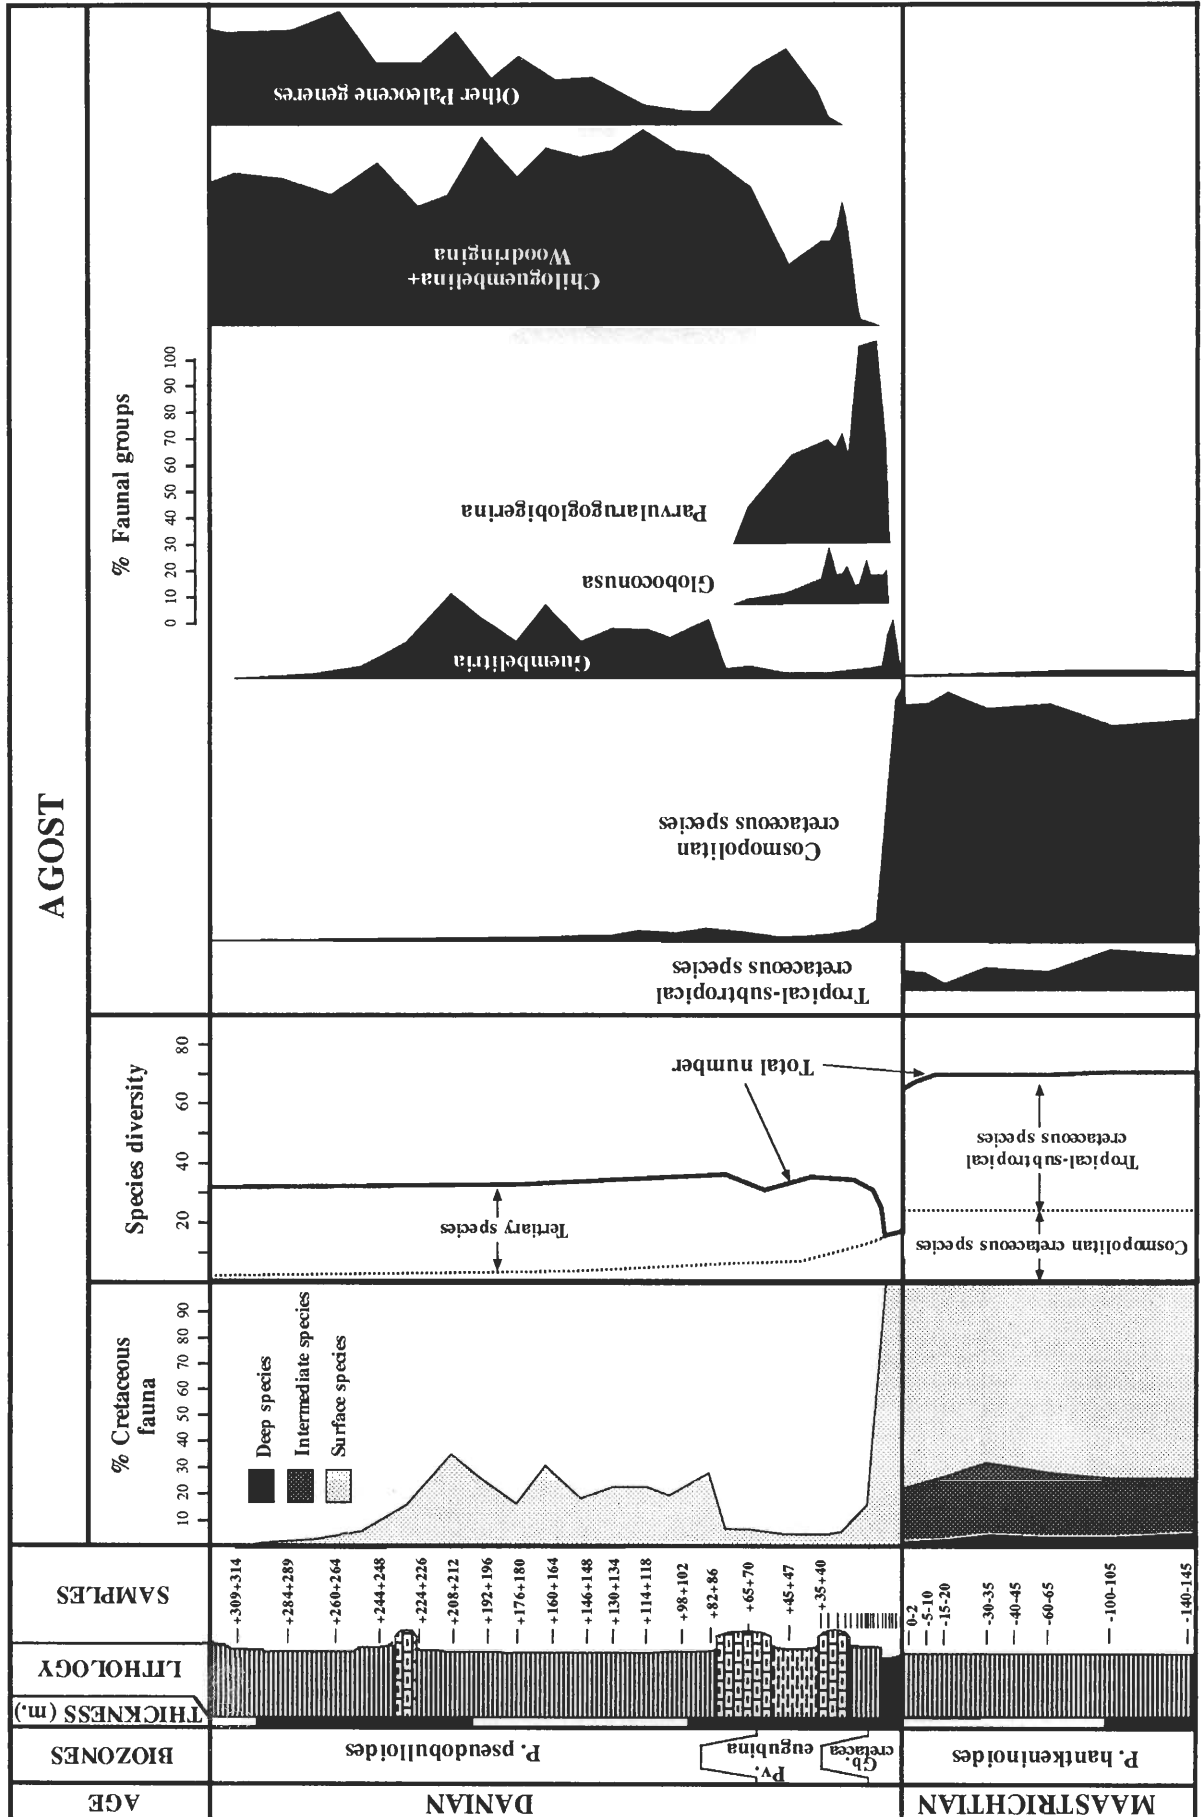 AGOST
AGE
BIOZONES
THICKNESS (m.)
LITHOLOGY
SAMPLES
% Cretaceous
fauna
10 20 30 40 50 60 70 80 90
Species diversity
20 40 60 80
% Faunal groups
0 10 20 30 40 50 60 70 80 90 100
DANIAN
MAASTRICHTIAN
P. pseudobulloides
Pv.
eugubina
Gb.
cretacea
P. hantkeninoides
+309+314
+284+289
+260+264
+244+248
+224+226
+208+212
+192+196
+176+180
+160+164
+146+148
+130+134
+114+118
+98+102
+82+86
+65+70
+45+47
+35+40
0-2
-5-10
-15-20
-30-35
-40-45
-60-65
-100-105
-140-145
Deep species
Intermediate species
Surface species
Tertiary species
Total number
Tropical-subtropical
cretaceous species
Cosmopolitan cretaceous species
Tropical-subtropical
cretaceous species
Cosmopolitan
cretaceous species
Guembelitria
Globoconusa
Parvularugoglobigerina
Chiloguembelina+
Woodringina
Other Paleocene generes